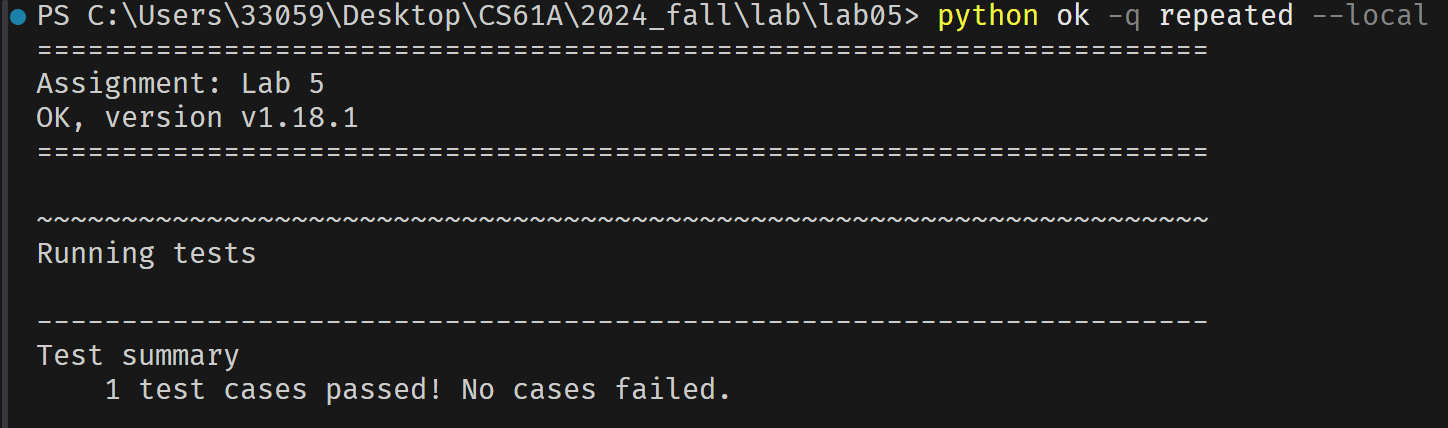 PS C:\Users\33059\Desktop\CS61A\2024_fall\lab\lab05> python ok -q repeated --local
=====================================================================
Assignment: Lab 5
OK, version v1.18.1
=====================================================================
~~~~~~~~~~~~~~~~~~~~~~~~~~~~~~~~~~~~~~~~~~~~~~~~~~~~~~~~~~~~~~~~~~~~~
Running tests
---------------------------------------------------------------------
Test summary
    1 test cases passed! No cases failed.